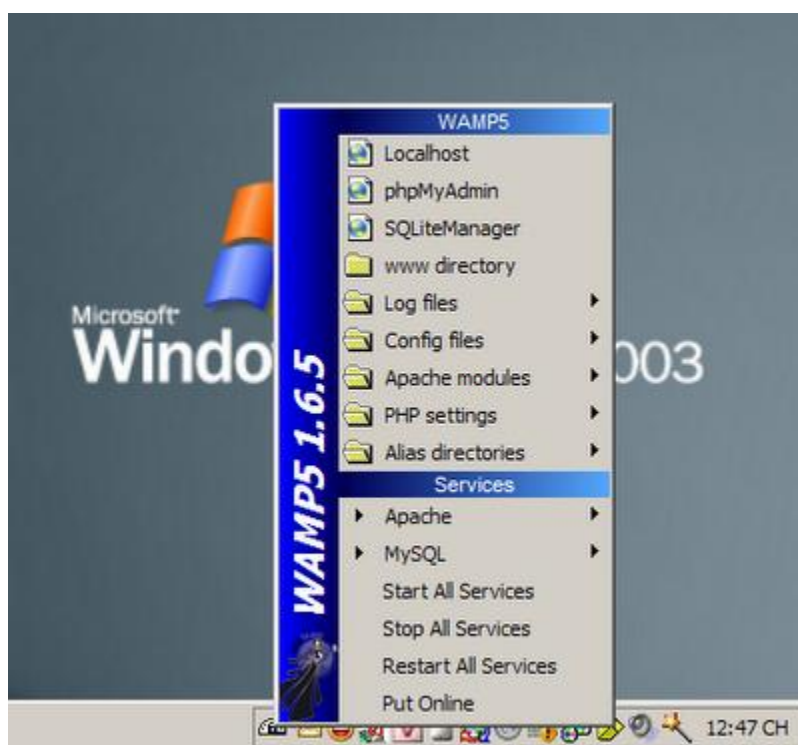 WAMP5
Localhost
phpMyAdmin
SQLiteManager
www directory
Log files
Config files
Apache modules
PHP settings
Alias directories
Services
Apache
MySQL
Start All Services
Stop All Services
Restart All Services
Put Online
WAMP5 1.6.5
Microsoft
Windo 003
12:47 CH